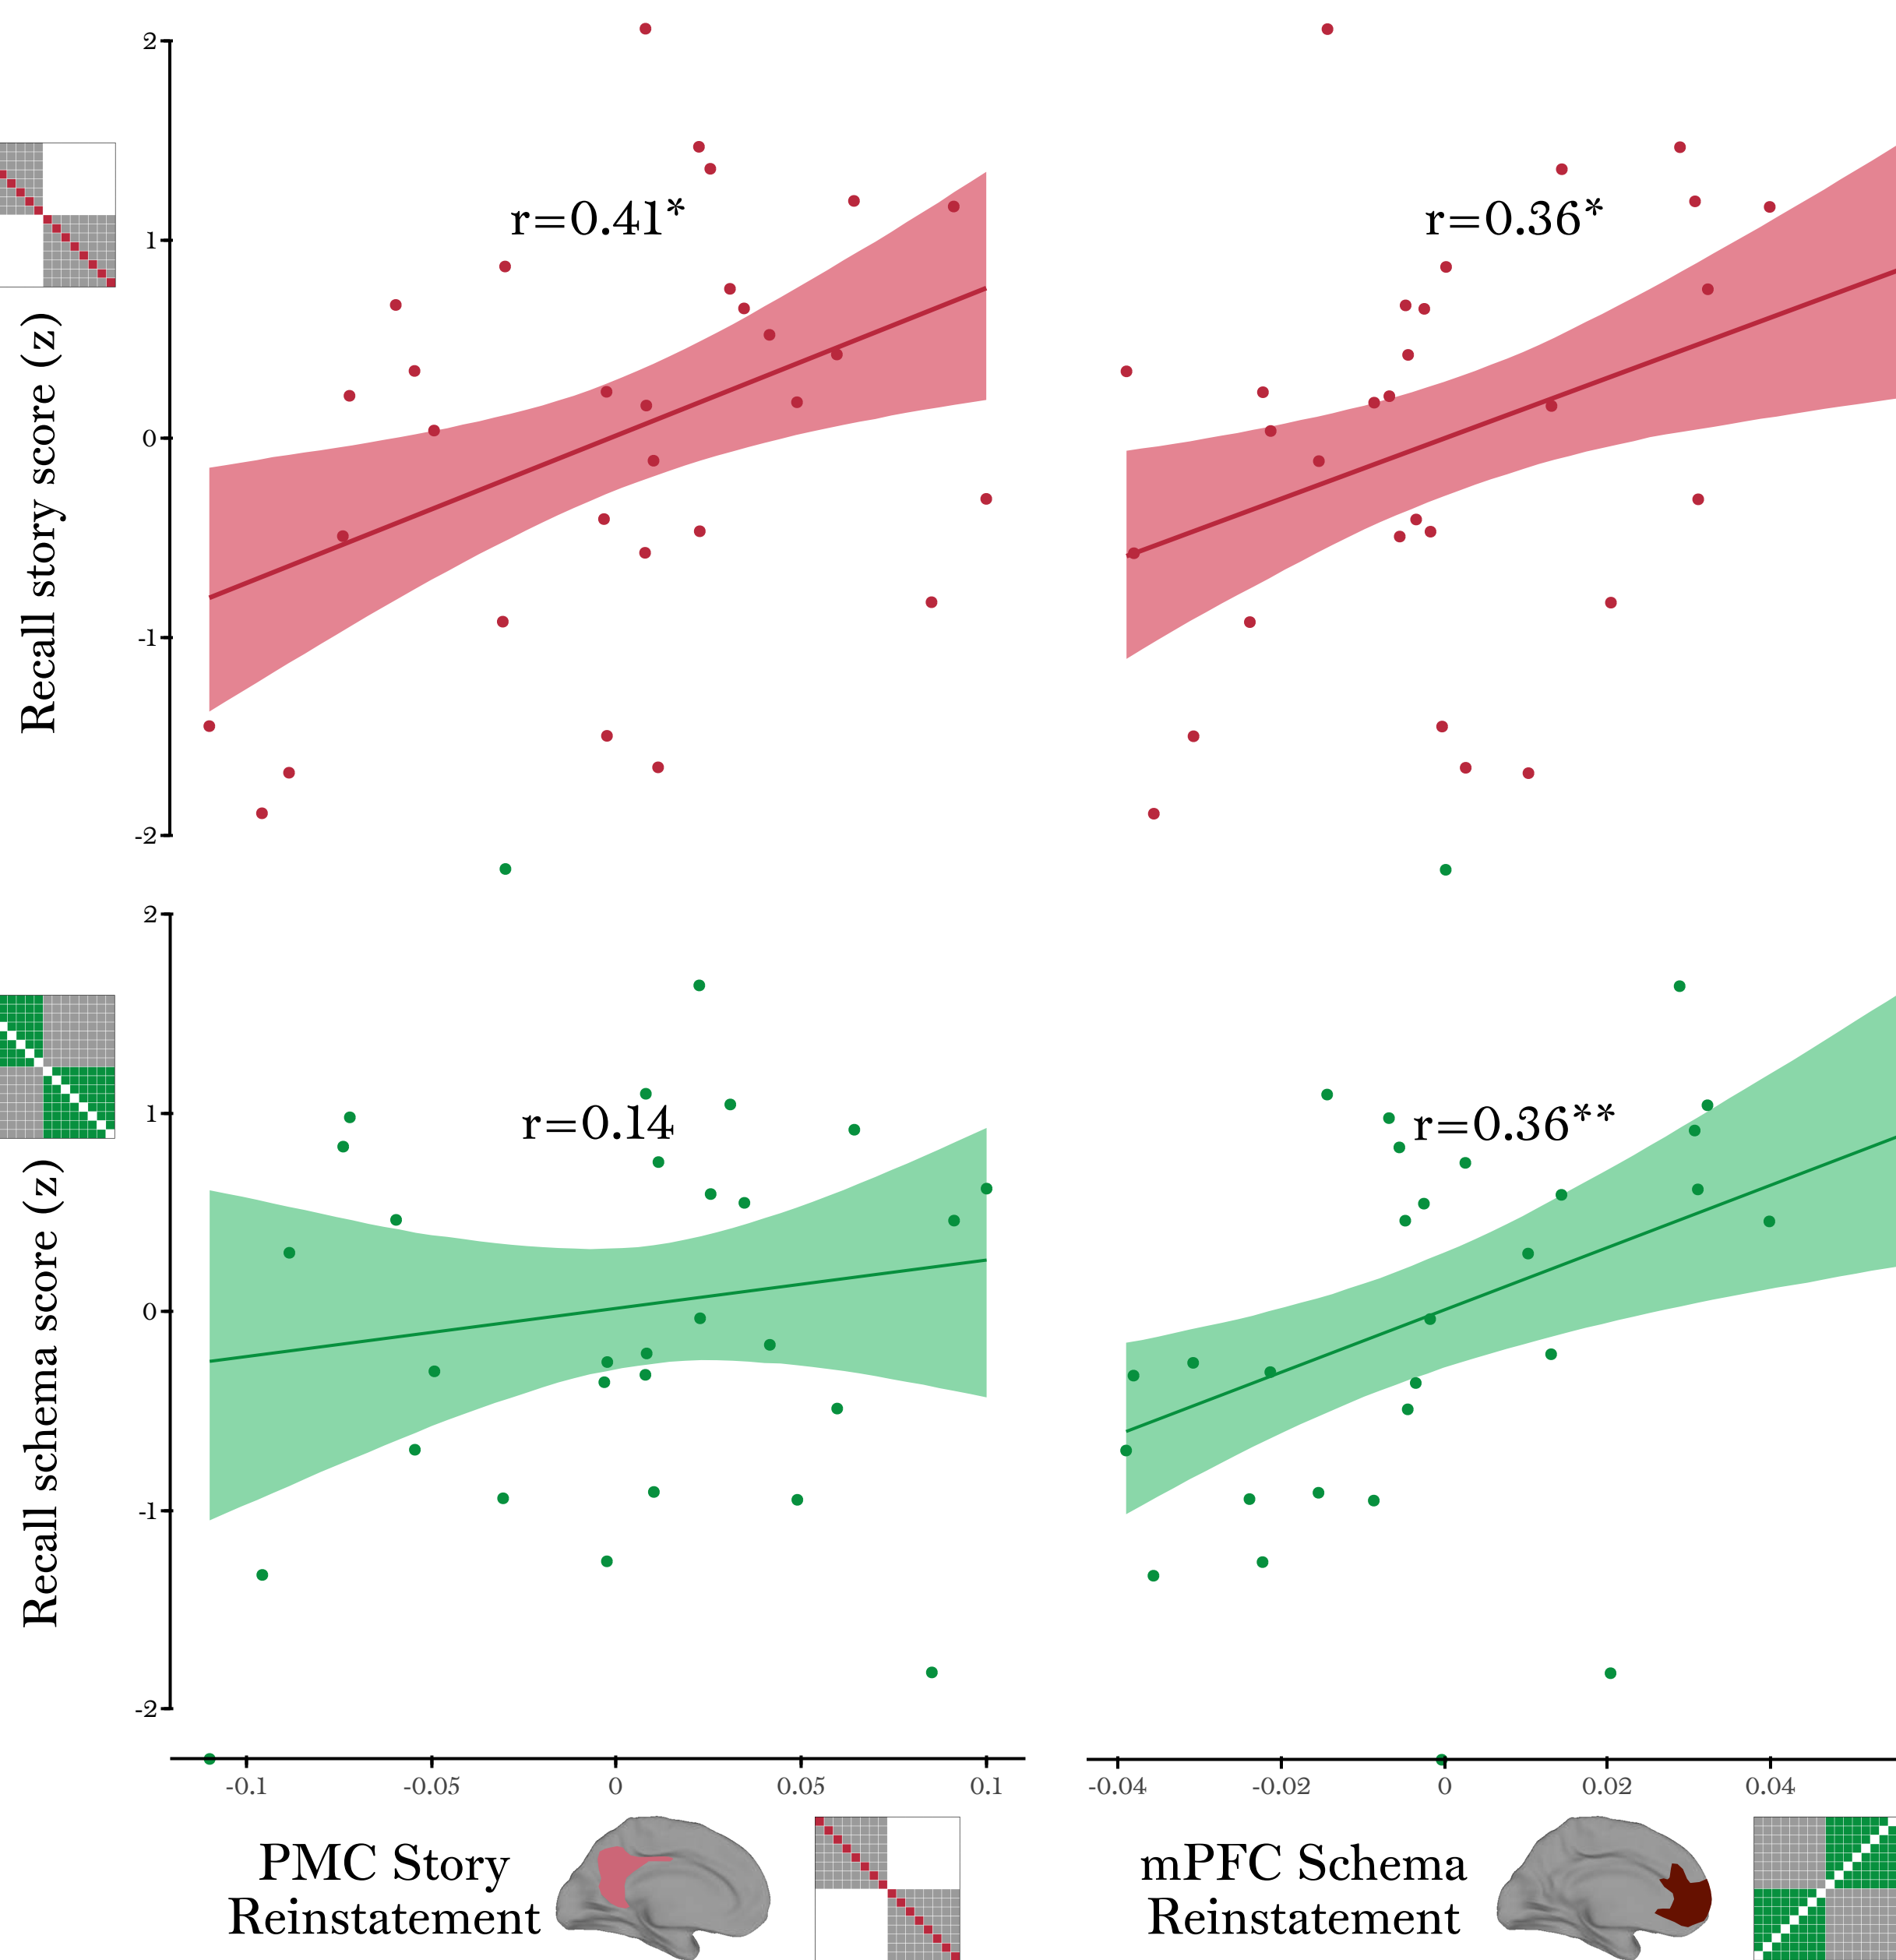 2
1
0
-1
-2
Recall story score (z)
r=0.41*
r=0.36*
2
1
0
-1
-2
Recall schema score (z)
r=0.14
r=0.36**
-0.1 -0.05 0 0.05 0.1
-0.04 -0.02 0 0.02 0.04
PMC Story
Reinstatement
mPFC Schema
Reinstatement